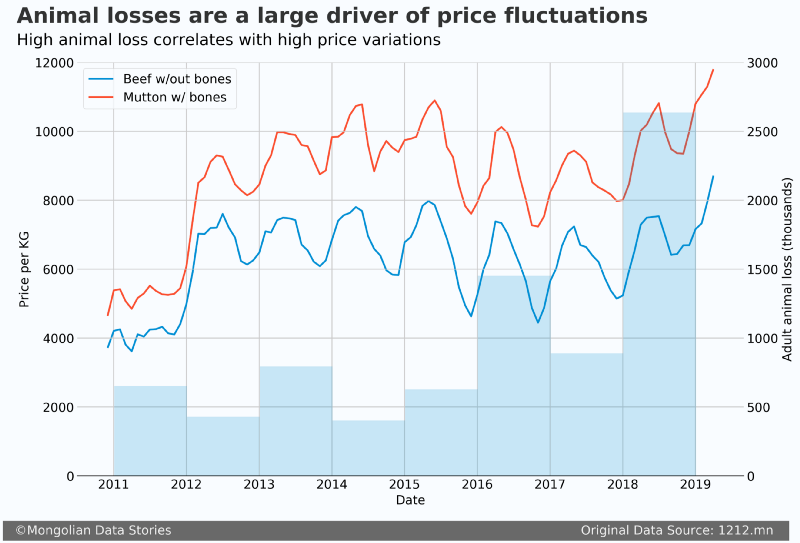 Animal losses are a large driver of price fluctuations
High animal loss correlates with high price variations
Beef w/out bones
Mutton w/ bones
12000
10000
8000
6000
4000
2000
0
Price per KG
3000
2500
2000
1500
1000
500
0
Adult animal loss (thousands)
2011 2012 2013 2014 2015 2016 2017 2018 2019
Date
©Mongolian Data Stories
Original Data Source: 1212.mn